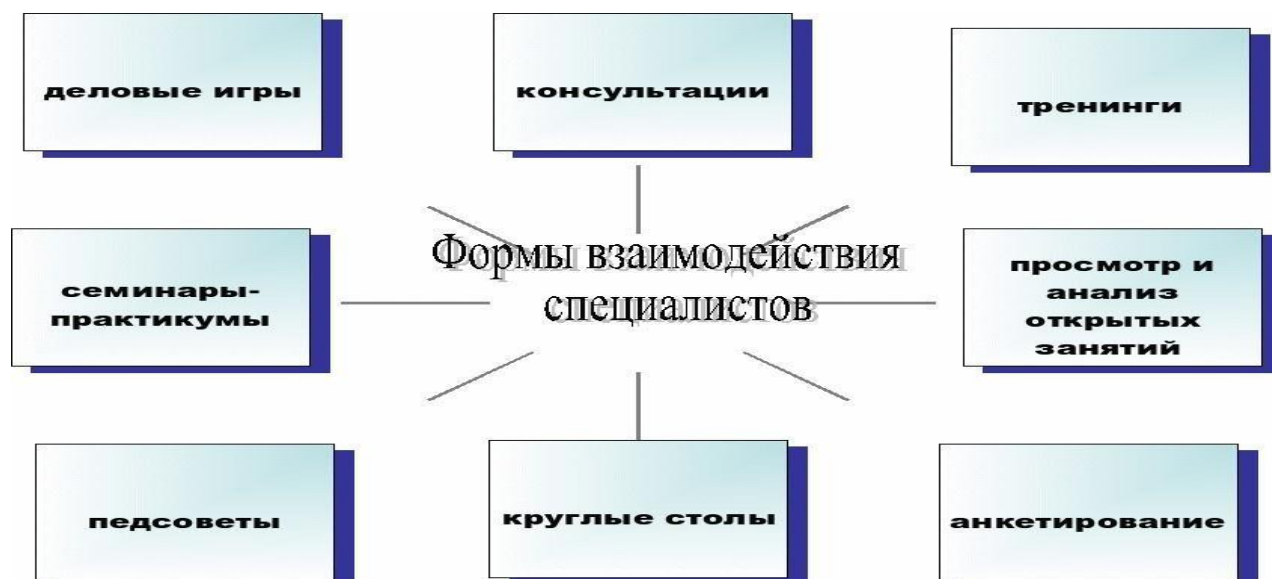 деловые игры
консультации
тренинги
Формы взаимодействия
специалистов
семинары-
практикумы
просмотр и
анализ
открытых
занятий
педсоветы
круглые столы
анкетирование